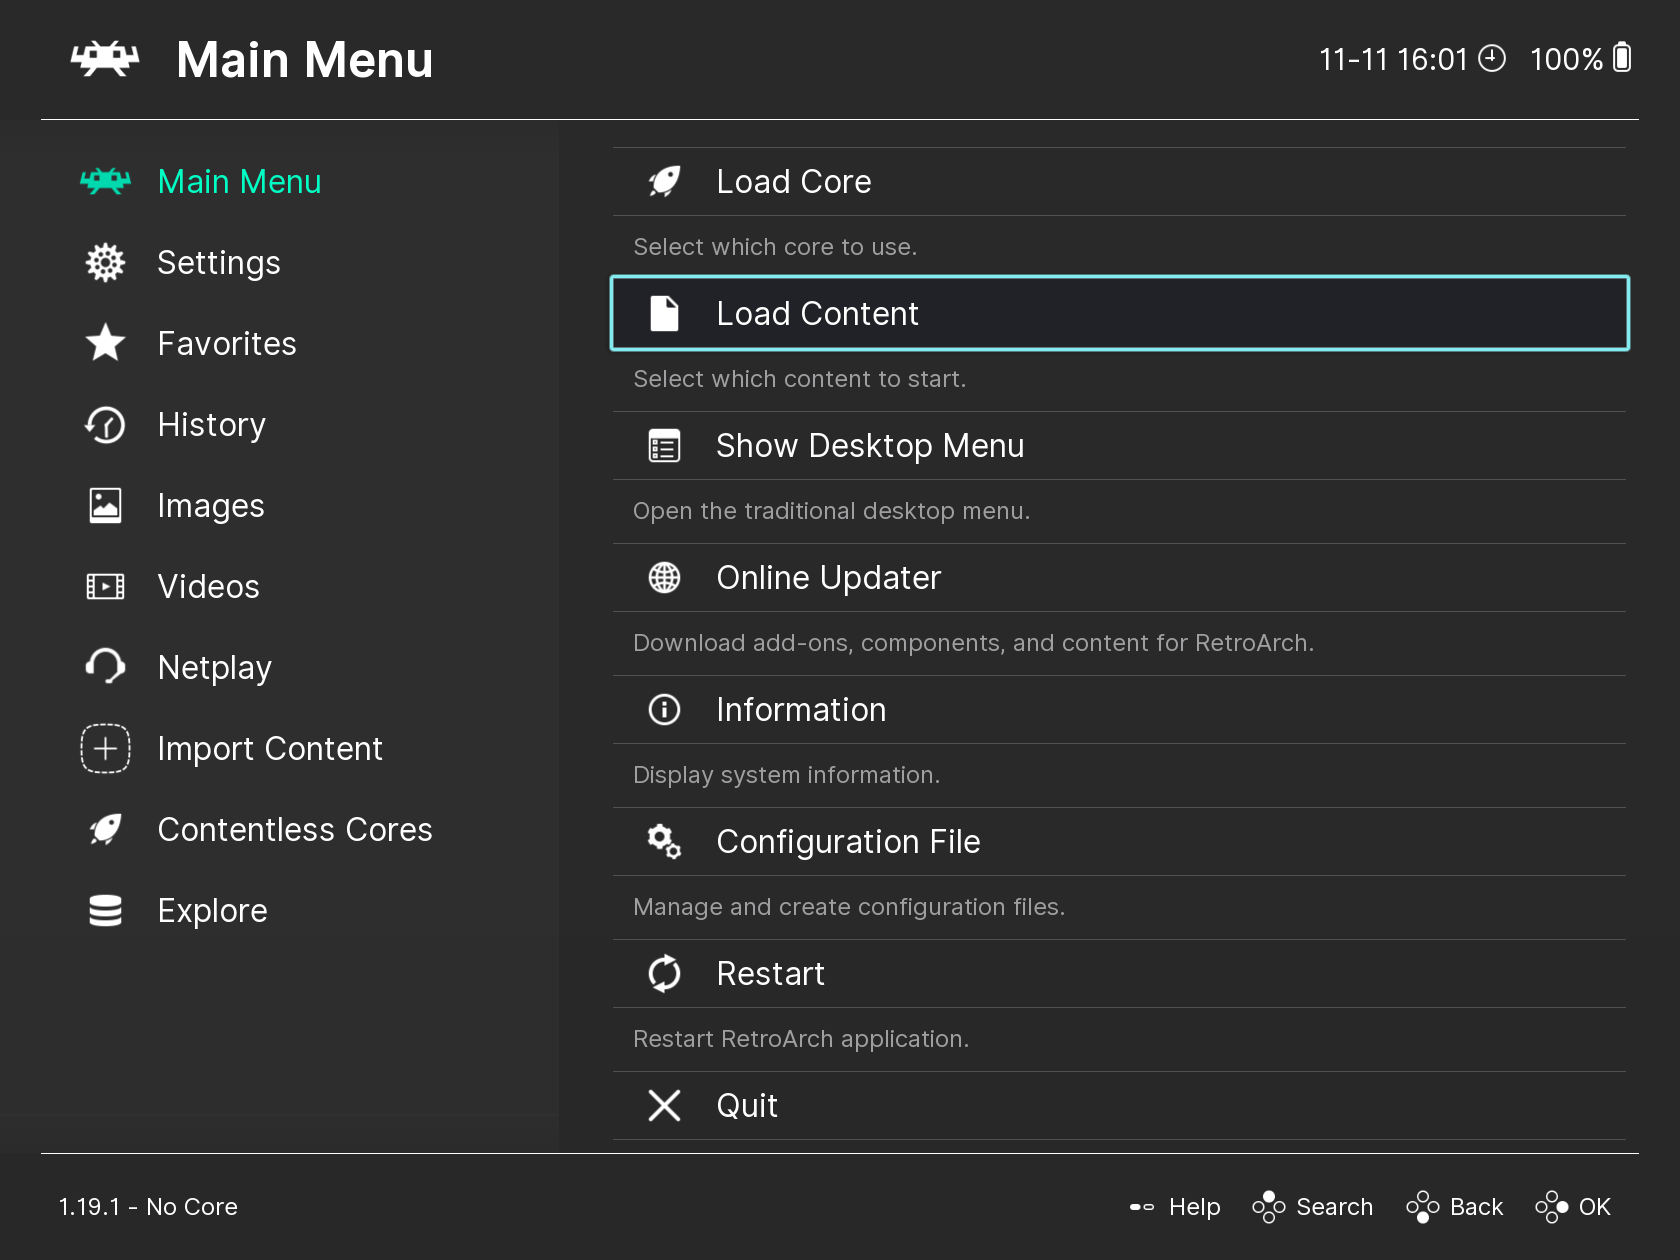 Main Menu
11-11 16:01 100%
Main Menu
Settings
Favorites
History
Images
Videos
Netplay
Import Content
Contentless Cores
Explore
Load Core
Select which core to use.
Load Content
Select which content to start.
Show Desktop Menu
Open the traditional desktop menu.
Online Updater
Download add-ons, components, and content for RetroArch.
Information
Display system information.
Configuration File
Manage and create configuration files.
Restart
Restart RetroArch application.
Quit
1.19.1 - No Core
Help Search Back OK